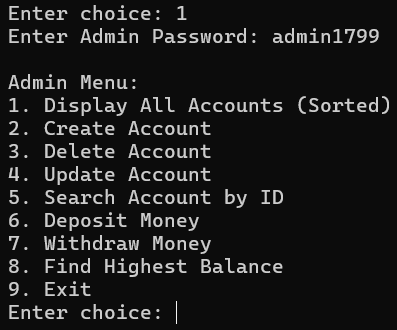 Enter choice: 1
Enter Admin Password: admin1799
Admin Menu:
1. Display All Accounts (Sorted)
2. Create Account
3. Delete Account
4. Update Account
5. Search Account by ID
6. Deposit Money
7. Withdraw Money
8. Find Highest Balance
9. Exit
Enter choice: